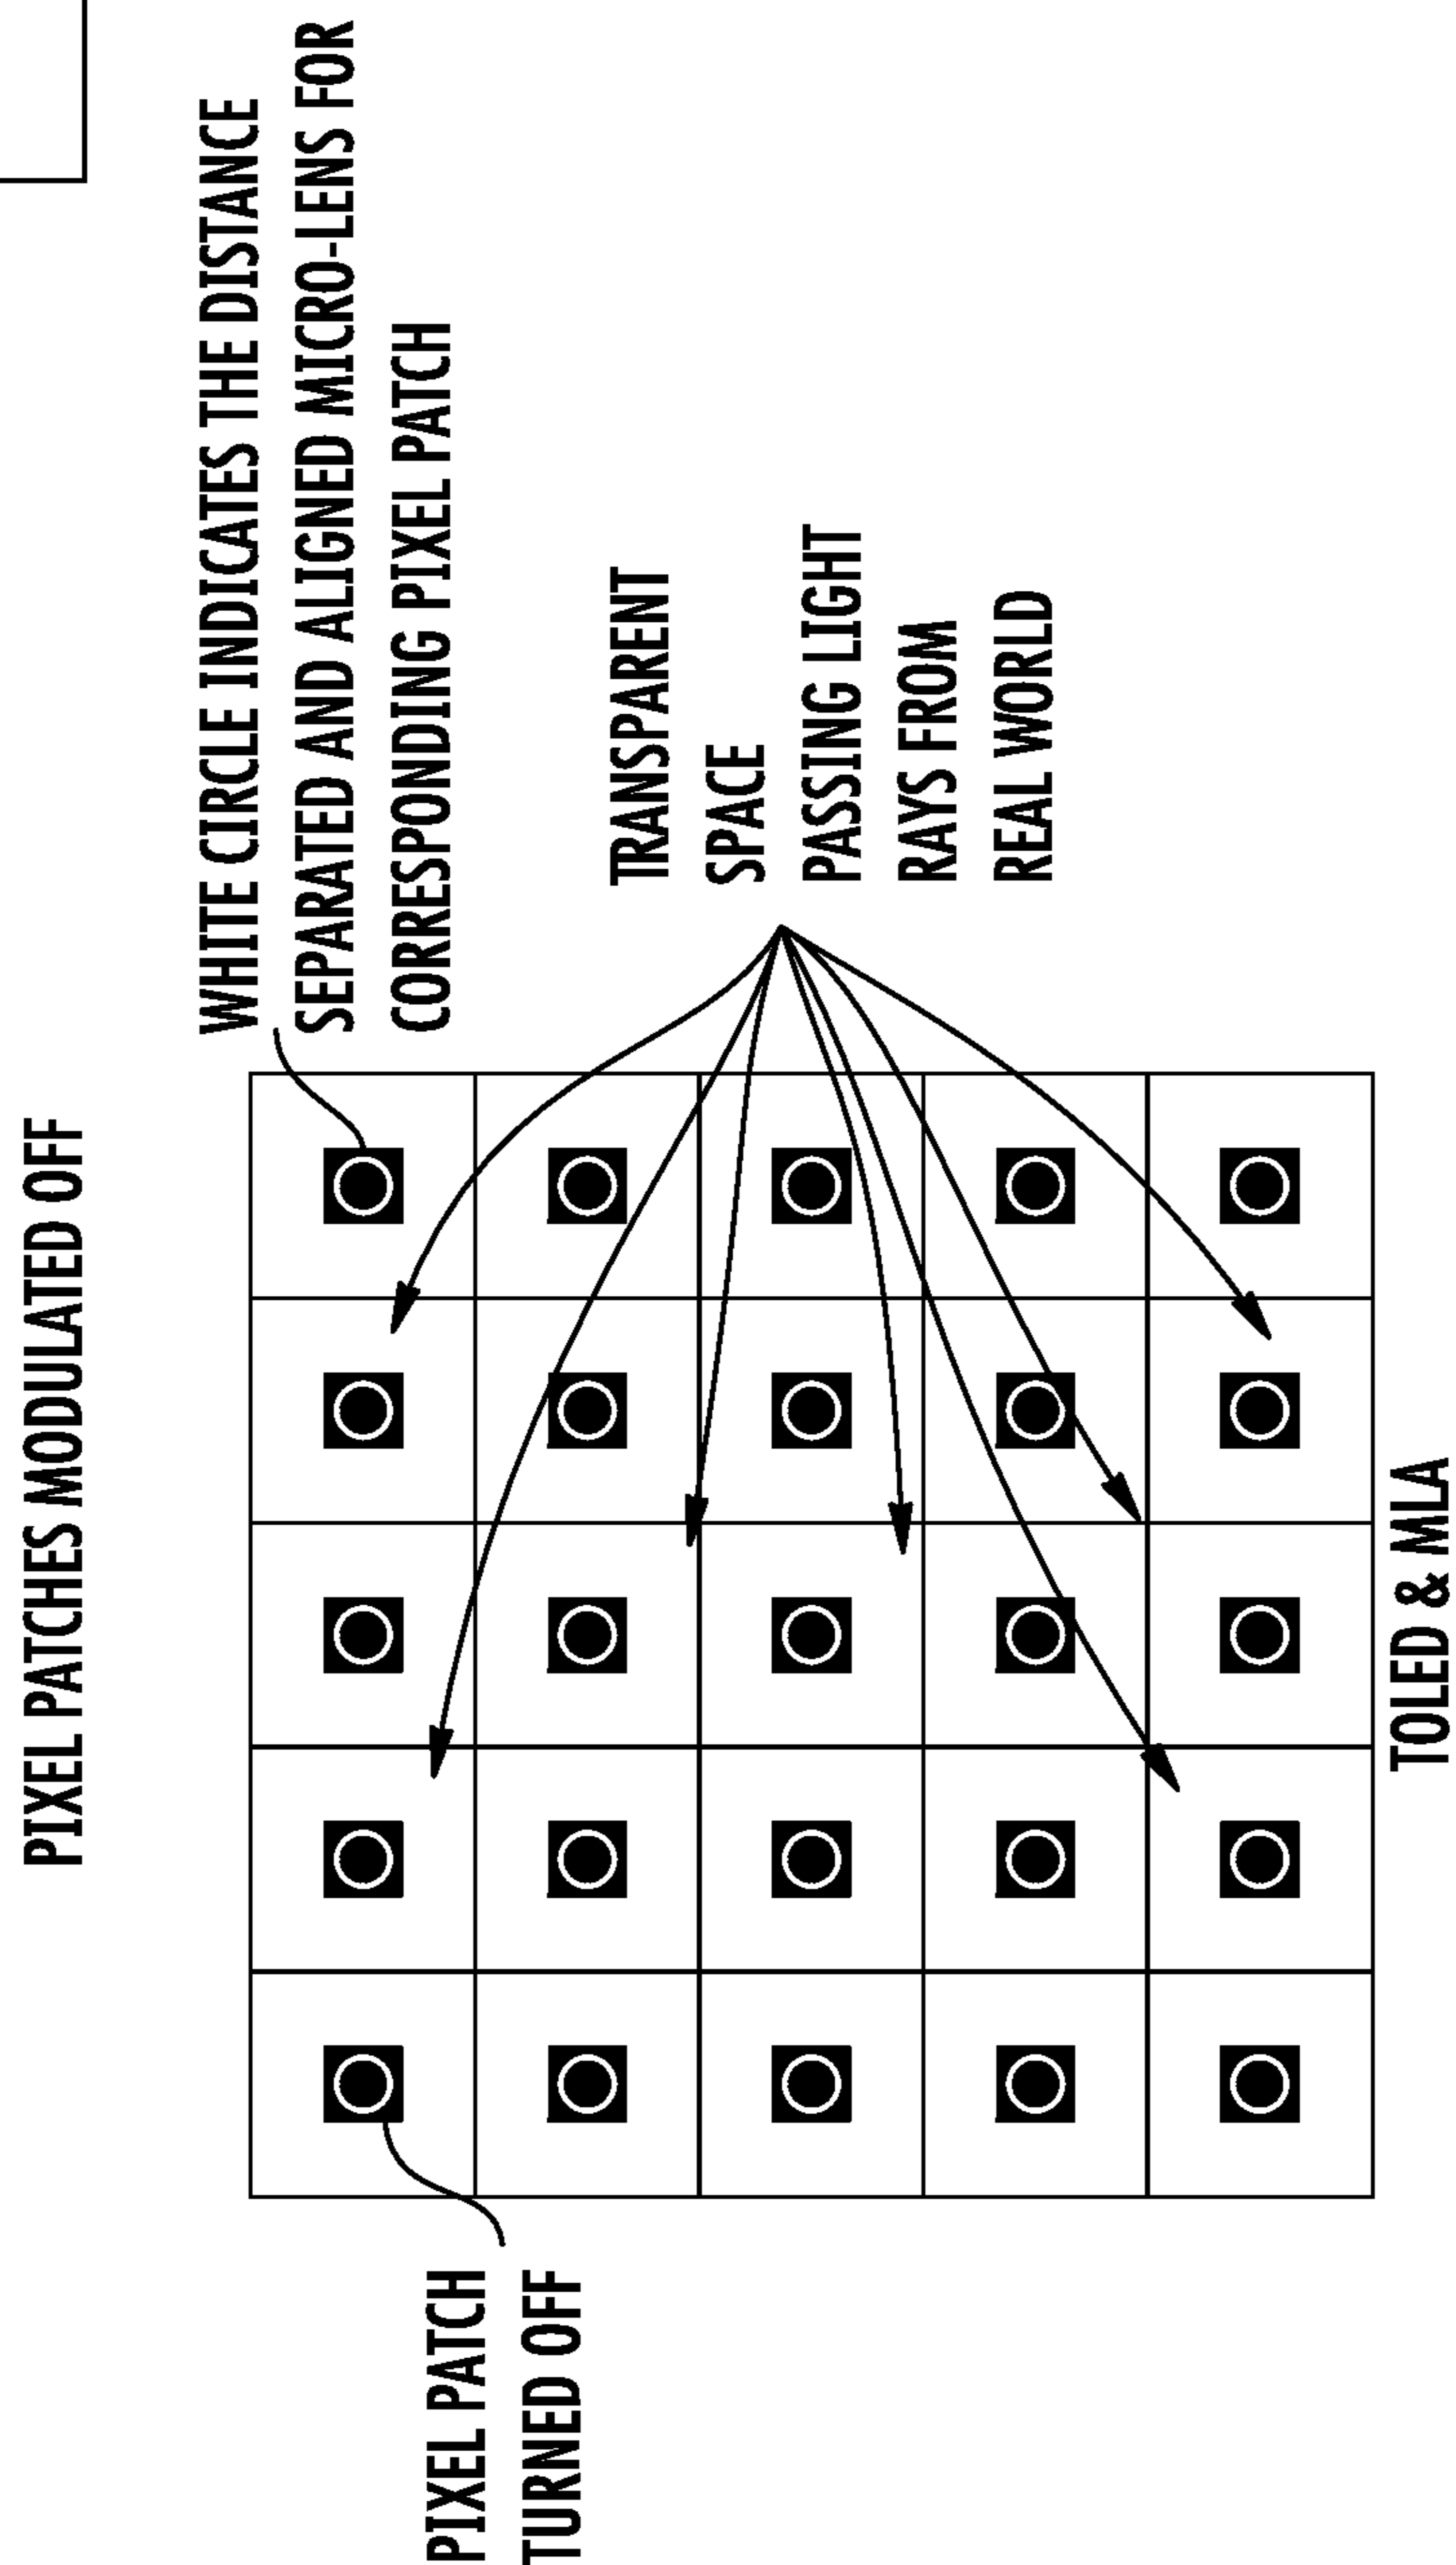 PIXEL PATCHES MODULATED OFF
WHITE CIRCLE INDICATES THE DISTANCE
SEPARATED AND ALIGNED MICRO-LENS FOR
CORRESPONDING PIXEL PATCH
PIXEL PATCH
TURNED OFF
TRANSPARENT
SPACE
PASSING LIGHT
RAYS FROM
REAL WORLD
TOLED & MLA